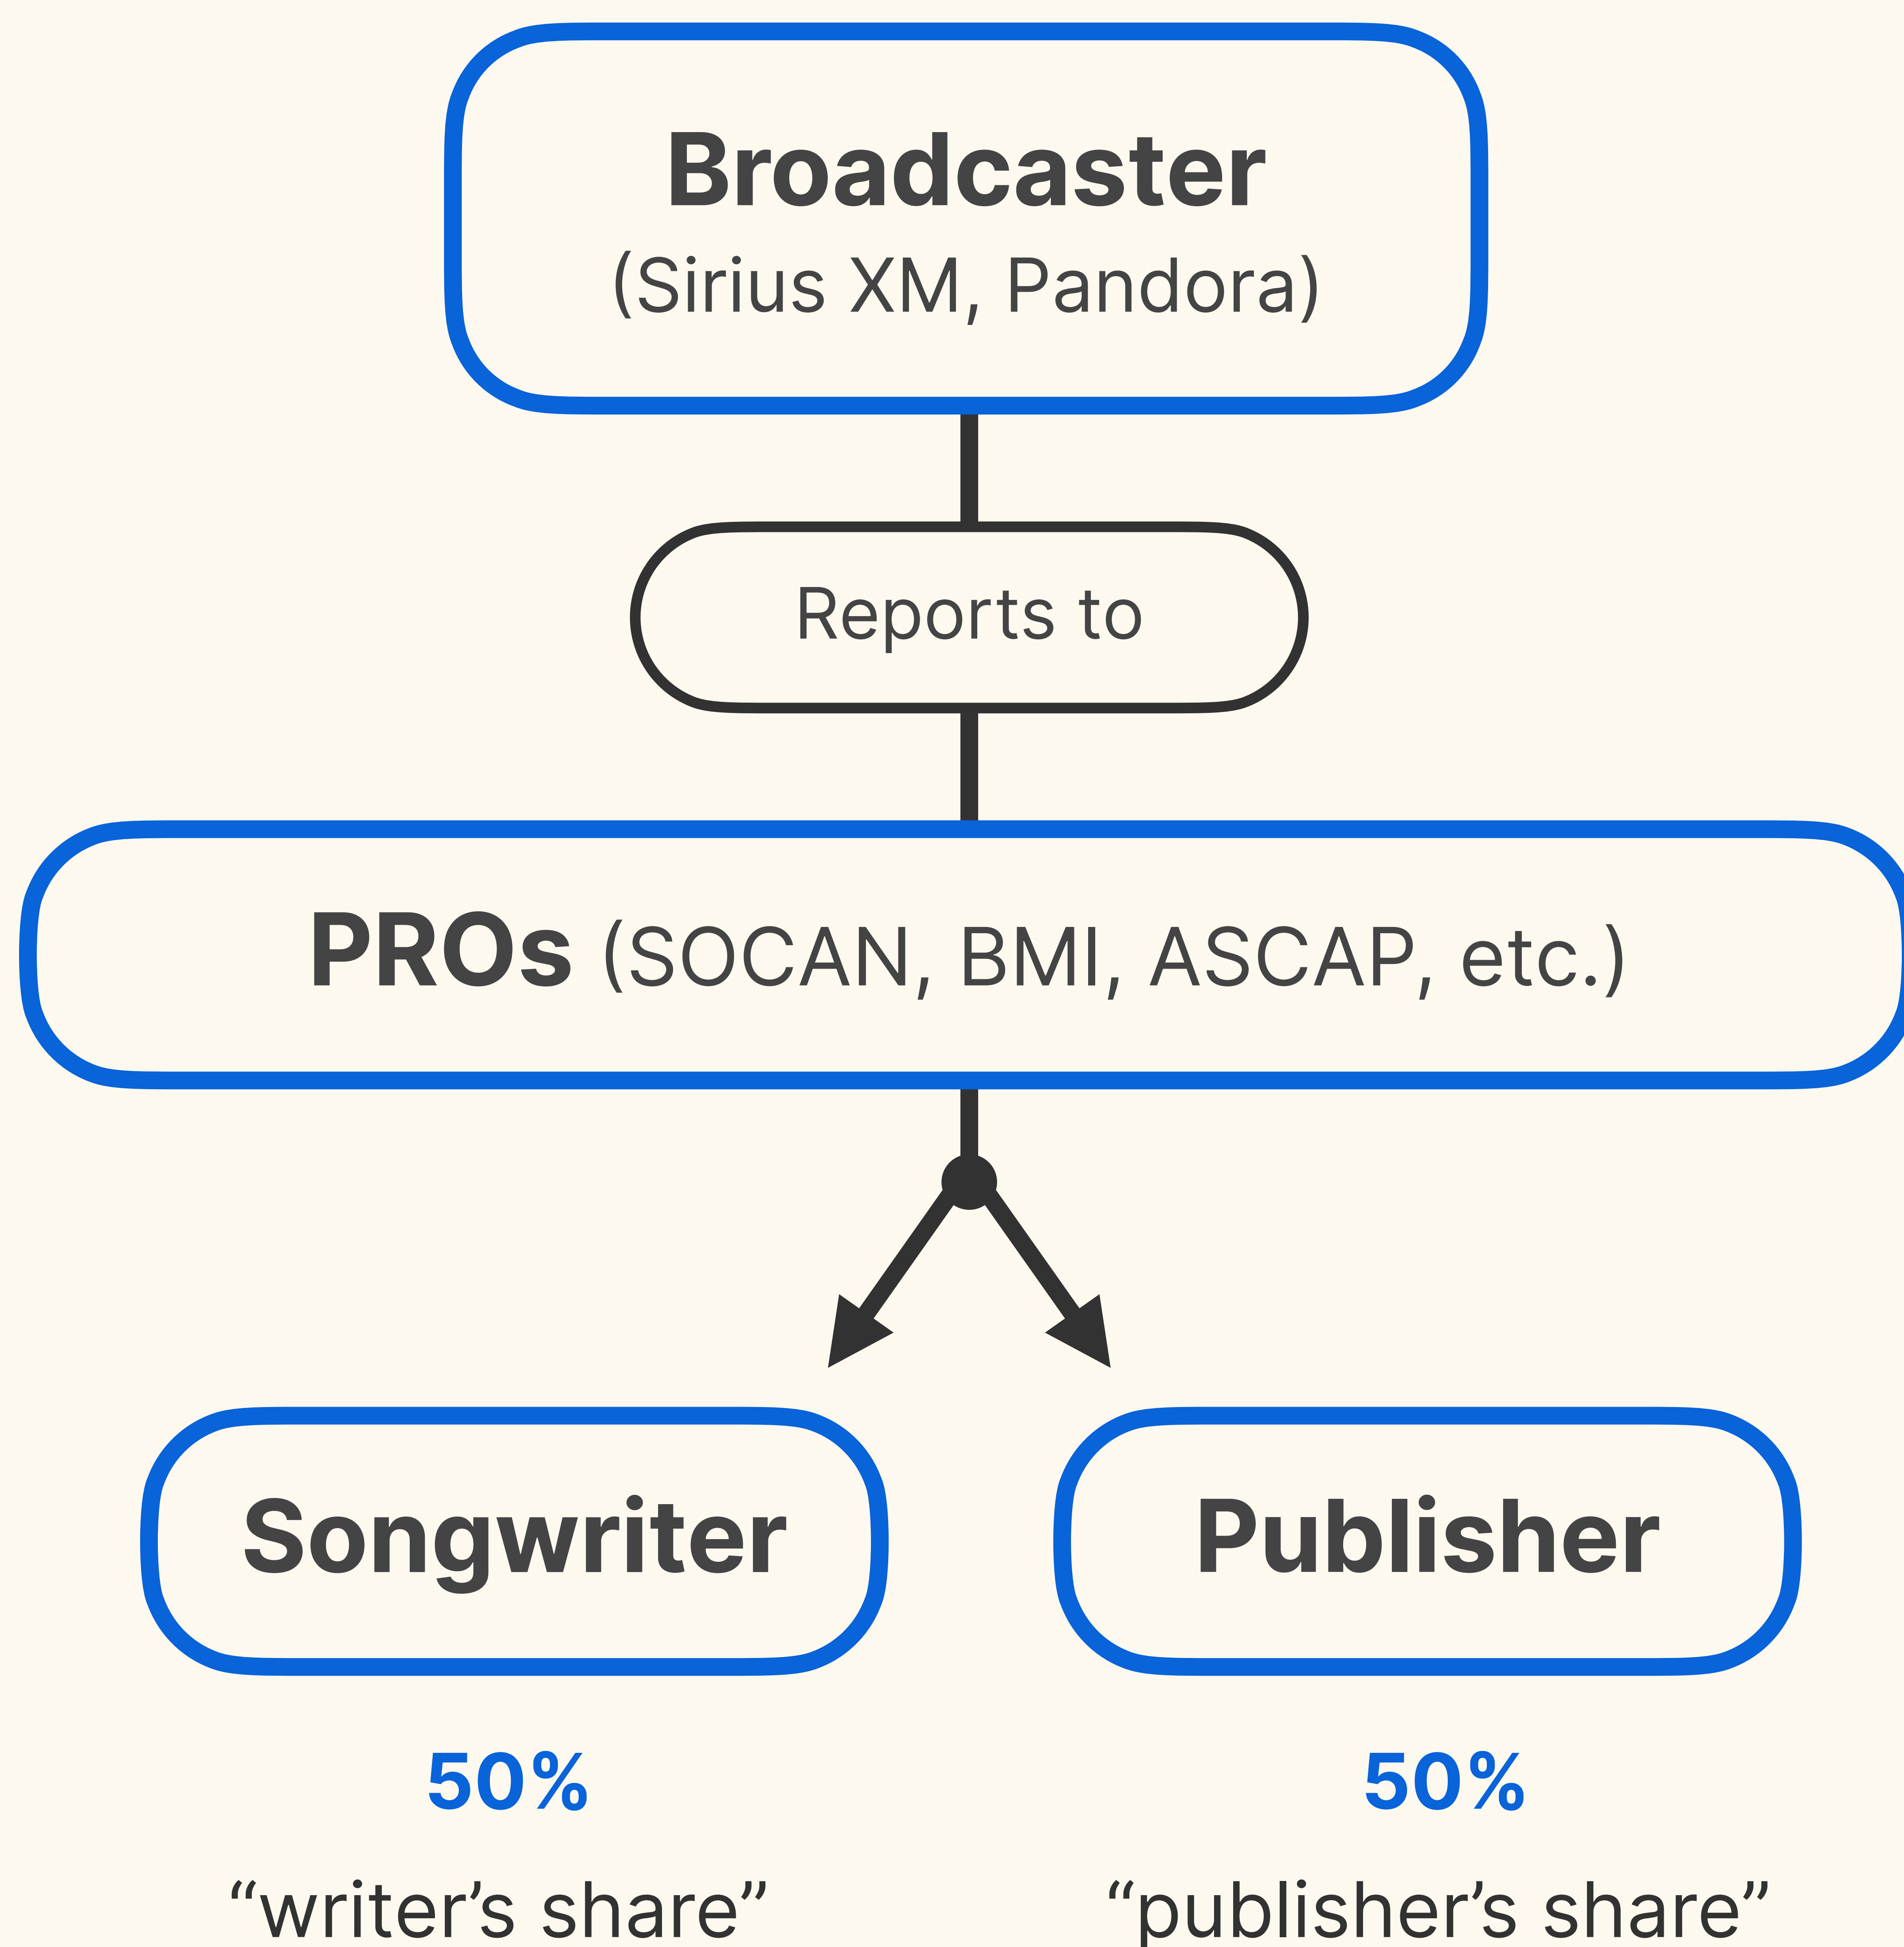 Broadcaster
(Sirius XM, Pandora)
Reports to
PROs (SOCAN, BMI, ASCAP, etc.)
Songwriter
Publisher
50%
50%
“writer’s share”
“publisher’s share”